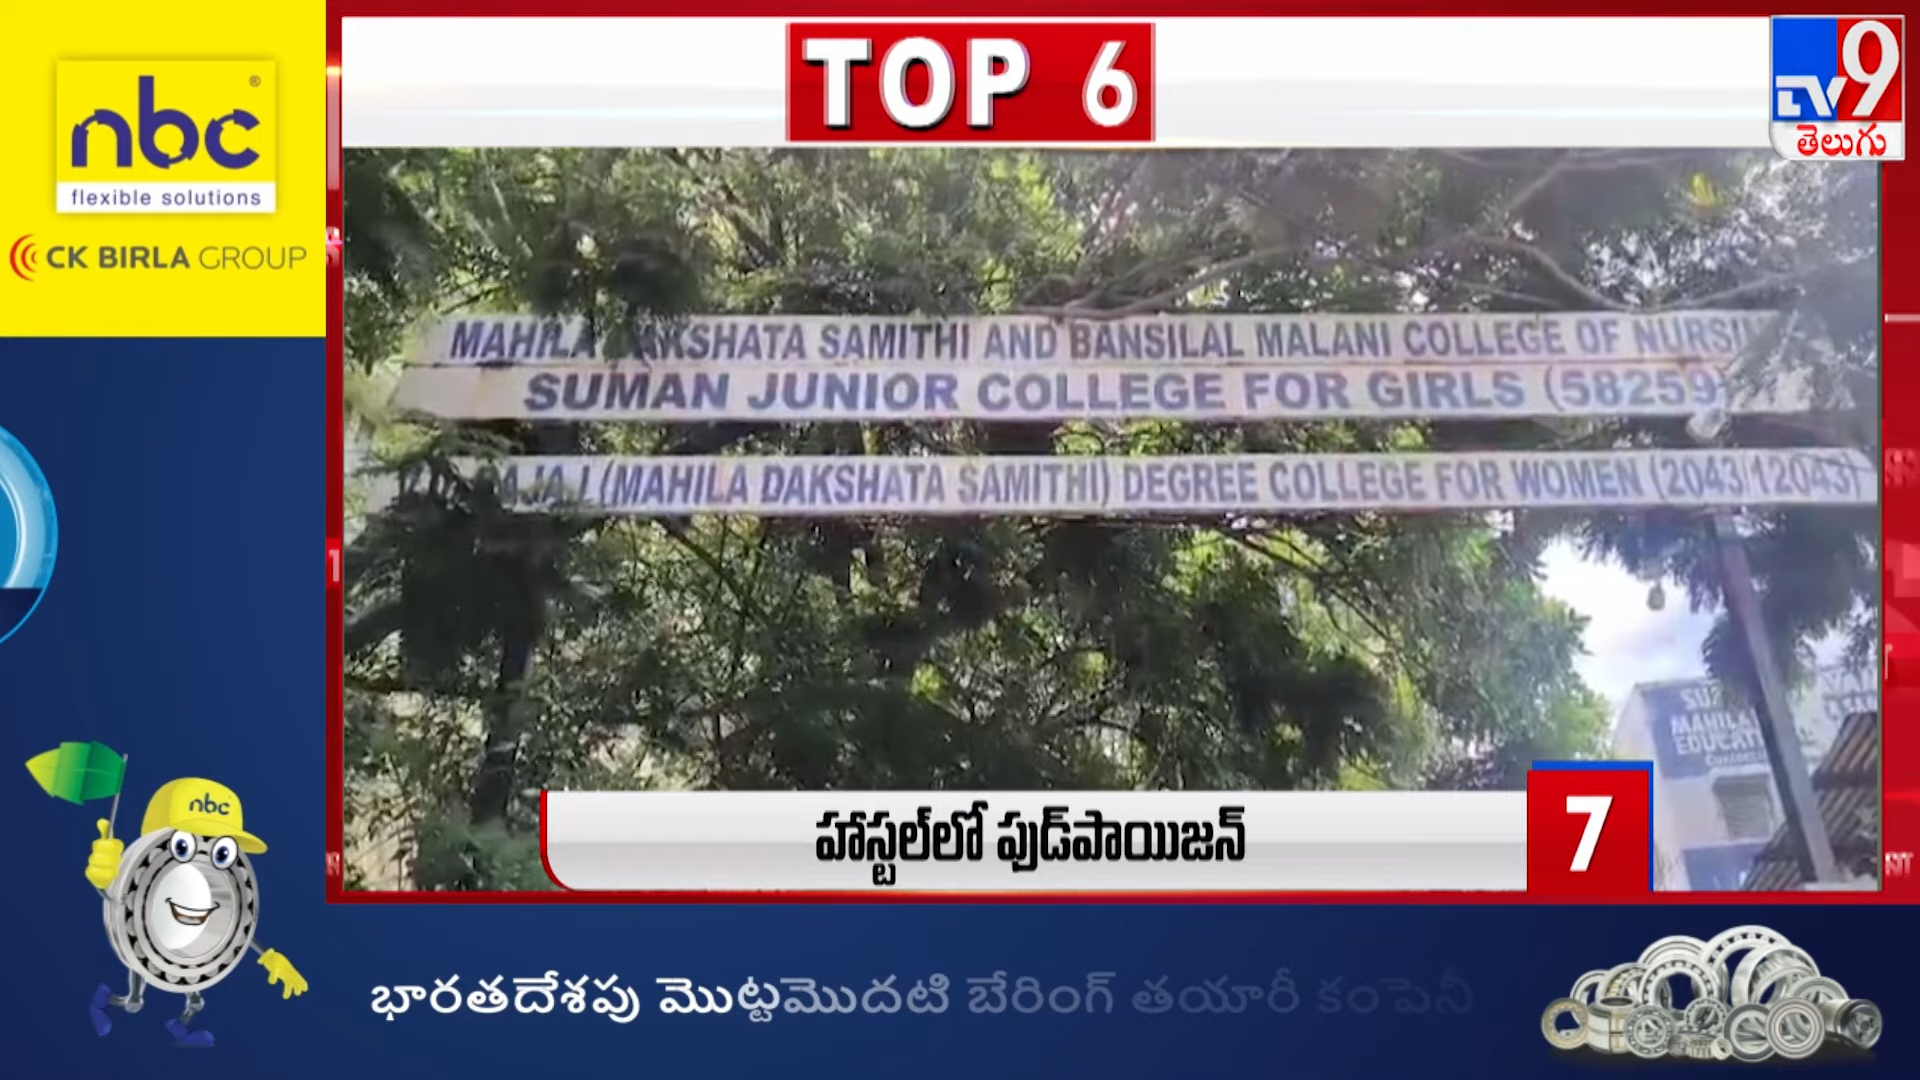 nbc
flexible solutions
CK BIRLA GROUP
TOP 6
TV9
తెలుగు
MAHILA DAKSHATA SAMITHI AND BANSILAL MALANI COLLEGE OF
SUMAN JUNIOR COLLEGE FOR GIRLS (58259)
(MAHILA DAKSHATA SAMITHI) DEGREE COLLEGE FOR WOMEN (2043/12043)
MAHILA
హాస్టల్‌లో ఫుడ్‌పాయిజన్
7
nbc
భారతదేశపు మొట్టమొదటి బేరింగ్ తయారీ కంపెనీ